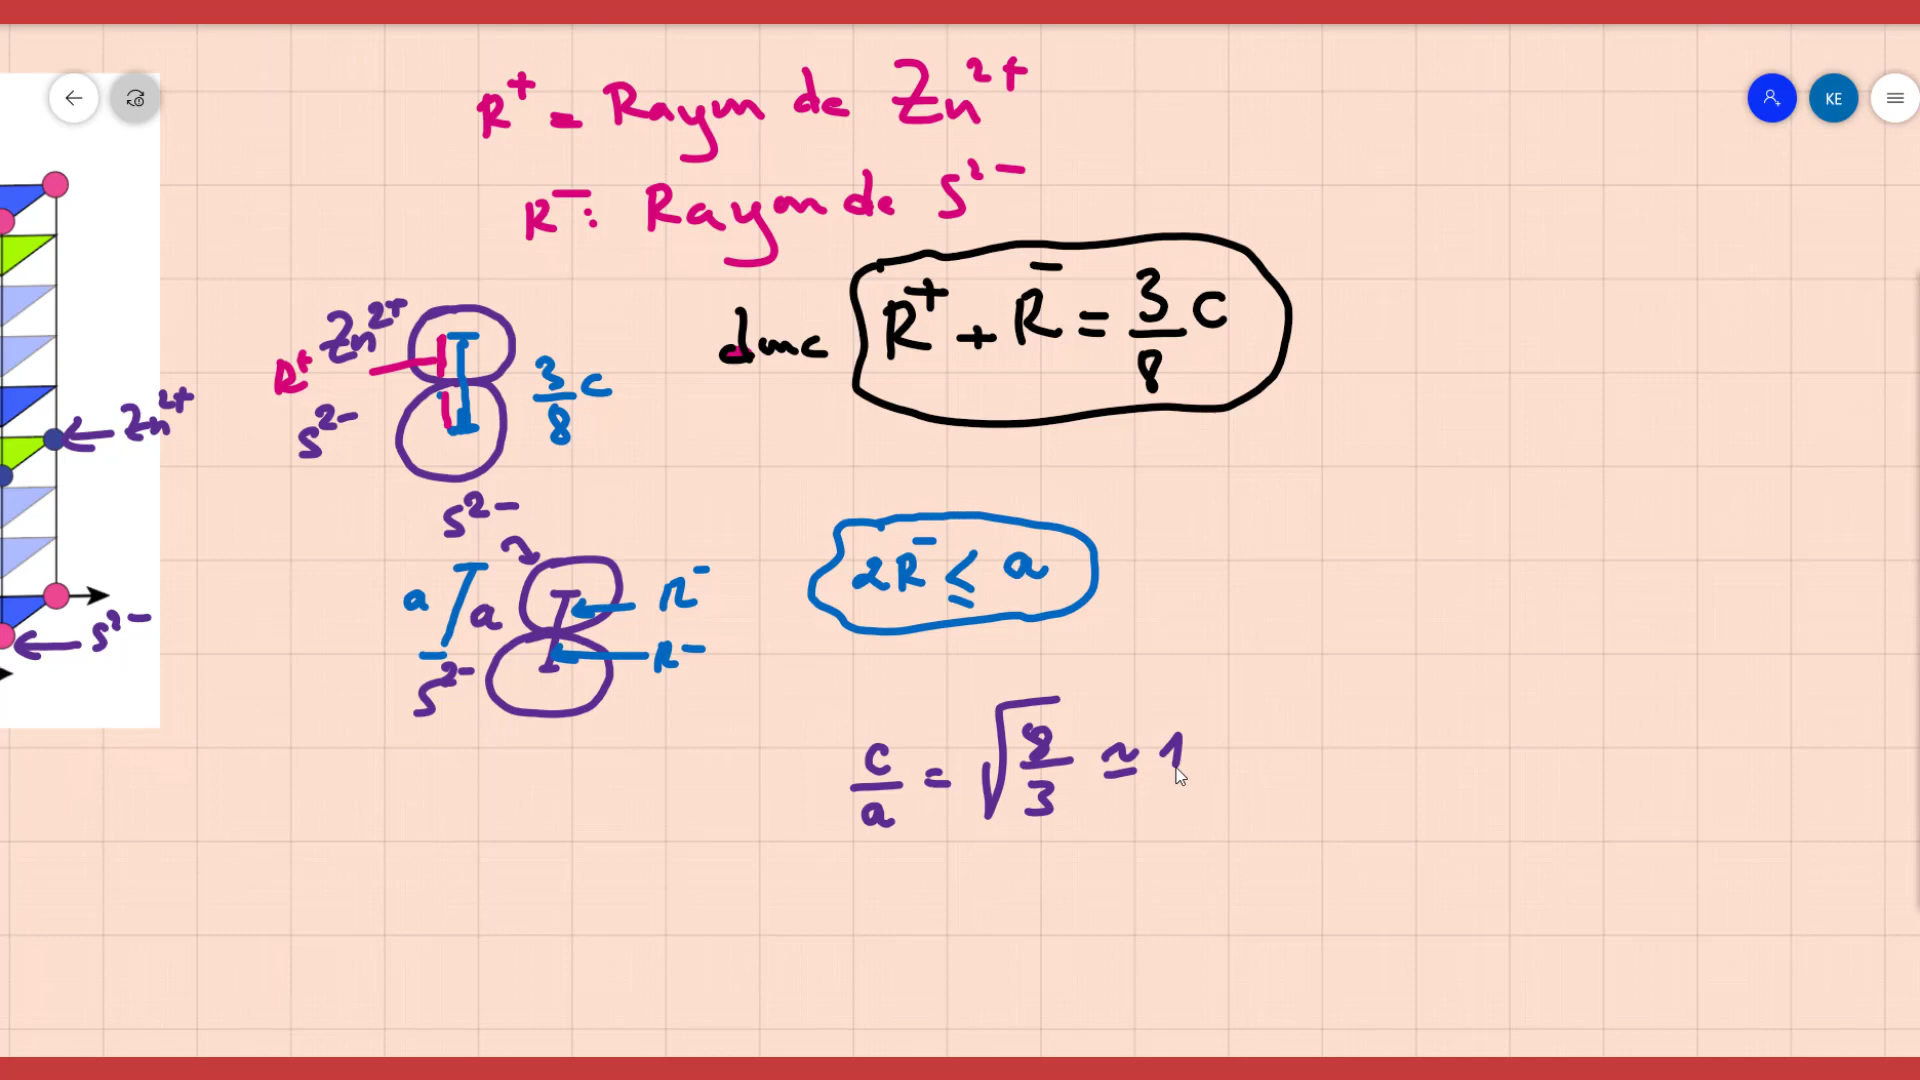 R⁺ = Rayon de Zn²⁺
R⁻: Rayon de S²⁻
donc R⁺ + R⁻ = 3/8 c
Zn²⁺
R⁺
S²⁻
3/8 c
Zn²⁺
S²⁻
a
a
R⁻
R⁻
S²⁻
S²⁻
2R⁻ ≤ a
c/a = √8/3 ≃ 1
KE